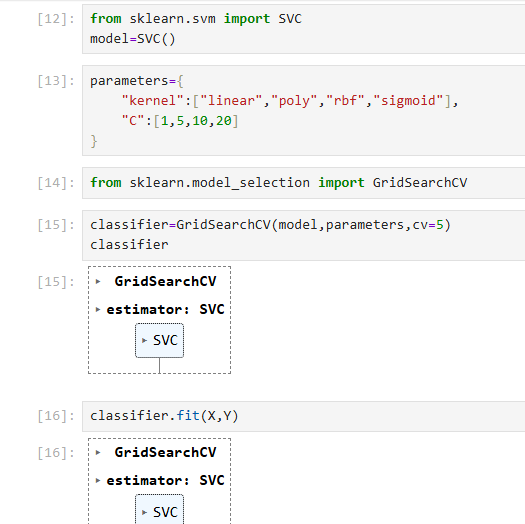 [12]: from sklearn.svm import SVC
model=SVC()
[13]: parameters={
"kernel":["linear","poly","rbf","sigmoid"],
"C":[1,5,10,20]
}
[14]: from sklearn.model_selection import GridSearchCV
[15]: classifier=GridSearchCV(model,parameters,cv=5)
classifier
[15]: ▸ GridSearchCV
▸ estimator: SVC
▸ SVC
[16]: classifier.fit(X,Y)
[16]: ▸ GridSearchCV
▸ estimator: SVC
▸ SVC